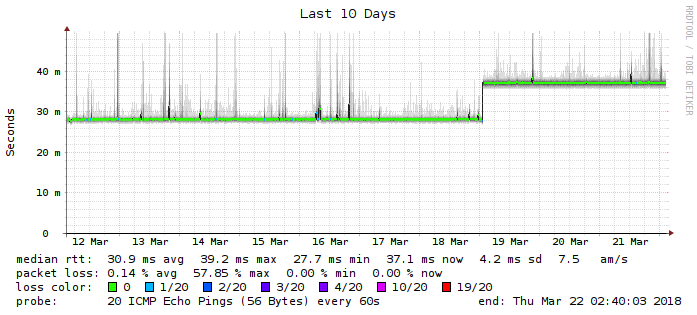 Last 10 Days
RRDTOOL / TOBI OETIKER
Seconds
40 m
30 m
20 m
10 m
0
12 Mar 13 Mar 14 Mar 15 Mar 16 Mar 17 Mar 18 Mar 19 Mar 20 Mar 21 Mar
median rtt: 30.9 ms avg 39.2 ms max 27.7 ms min 37.1 ms now 4.2 ms sd 7.5 am/s
packet loss: 0.14 % avg 57.85 % max 0.00 % min 0.00 % now
loss color: 0 1/20 2/20 3/20 4/20 10/20 19/20
probe: 20 ICMP Echo Pings (56 Bytes) every 60s end: Thu Mar 22 02:40:03 2018